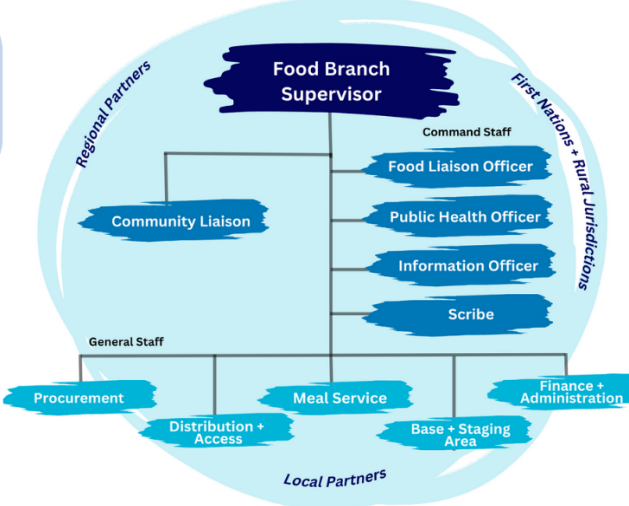 Food Branch
Supervisor
Regional Partners
First Nations + Rural Jurisdictions
Command Staff
Food Liaison Officer
Community Liaison
Public Health Officer
Information Officer
Scribe
General Staff
Procurement
Distribution +
Access
Meal Service
Base + Staging
Area
Finance +
Administration
Local Partners